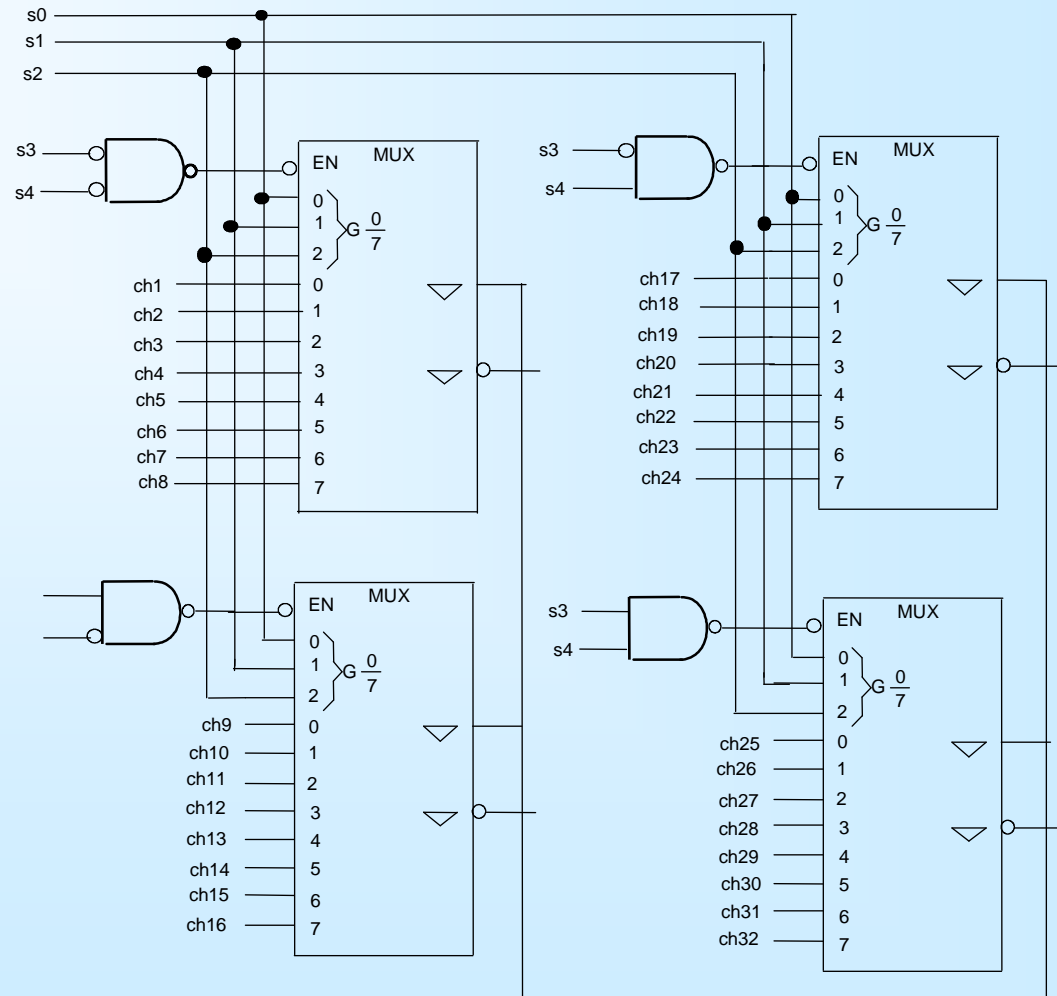 s0
s1
s2
s3
s4
EN
MUX
0
1
2
G 0/7
ch1 0
ch2 1
ch3 2
ch4 3
ch5 4
ch6 5
ch7 6
ch8 7
s3
s4
EN
MUX
0
1
2
G 0/7
ch17 0
ch18 1
ch19 2
ch20 3
ch21 4
ch22 5
ch23 6
ch24 7
EN
MUX
0
1
2
G 0/7
ch9 0
ch10 1
ch11 2
ch12 3
ch13 4
ch14 5
ch15 6
ch16 7
s3
s4
EN
MUX
0
1
2
G 0/7
ch25 0
ch26 1
ch27 2
ch28 3
ch29 4
ch30 5
ch31 6
ch32 7